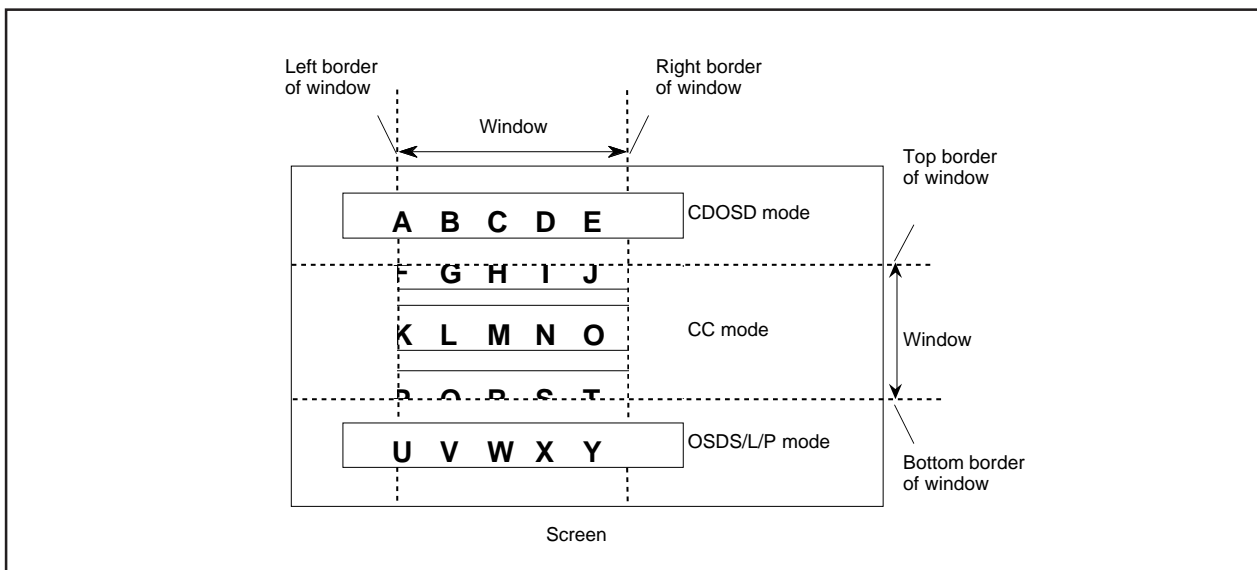 Left border
of window
Right border
of window
Window
Top border
of window
A B C D E
CDOSD mode
F G H I J
K L M N O
CC mode
Window
P Q R S T
U V W X Y
OSDS/L/P mode
Bottom border
of window
Screen